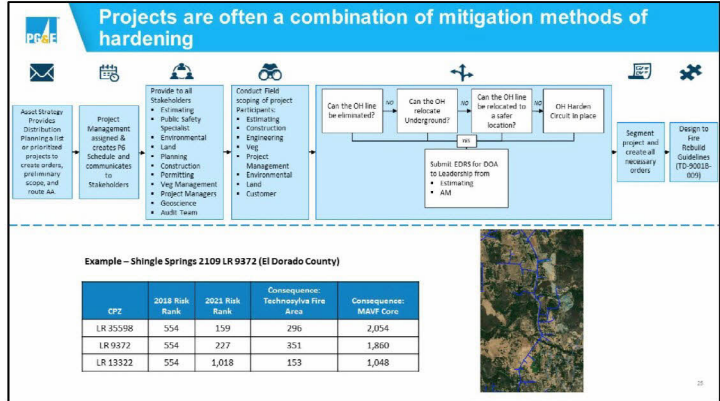 Projects are often a combination of mitigation methods of
hardening
PG&E
Asset Strategy
Provides
Distribution
Planning a list
or prioritized
projects to
create orders,
preliminary
scope, and
route AA
Project
Management
assigned &
creates P6
Schedule and
communicates
to
Stakeholders
Provide to all
Stakeholders
• Estimating
• Public Safety
Specialist
• Environmental
• Land
• Planning
• Construction
• Permitting
• Veg Management
• Project Managers
• Geoscience
• Audit Team
Conduct Field
scoping of project
Participants:
• Estimating
• Construction
• Engineering
• Veg
• Project
Management
• Environmental
• Land
• Customer
Can the OH line
be eliminated?
NO
Can the OH
relocate
Underground?
NO
Can the OH line
be relocated to
a safer
location?
NO
OH Harden
Circuit in place
YES
Submit EDRS for DOA
to Leadership from
• Estimating
• AM
Segment
project and
create all
necessary
orders
Design to
Fire
Rebuild
Guidelines
(TD-9001B-
009)
Example – Shingle Springs 2109 LR 9372 (El Dorado County)
CPZ
2018 Risk
Rank
2021 Risk
Rank
Consequence:
Technosylva Fire
Area
Consequence:
MAVF Core
LR 35598 554 159 296 2,054
LR 9372 554 227 351 1,860
LR 13322 554 1,018 153 1,048